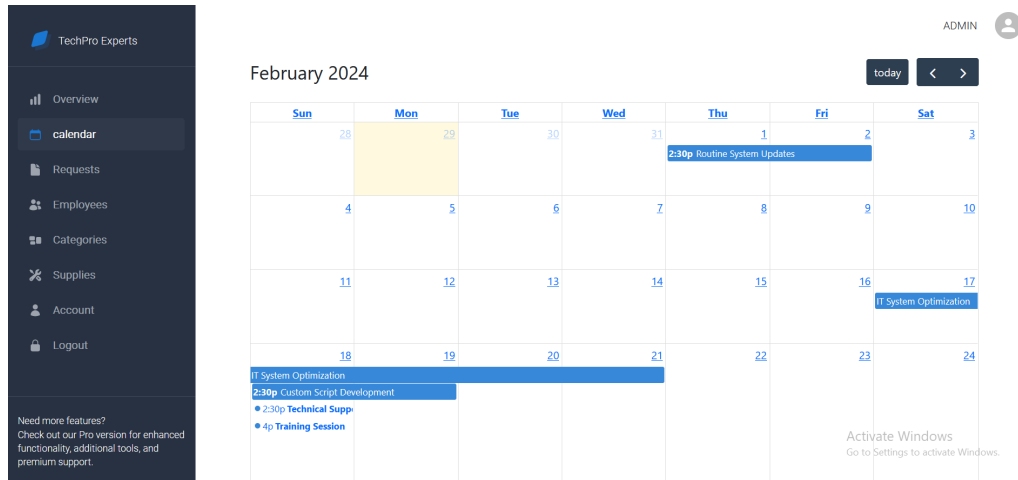 ADMIN
TechPro Experts
Overview
calendar
Requests
Employees
Categories
Supplies
Account
Logout
Need more features?
Check out our Pro version for enhanced
functionality, additional tools, and
premium support.
February 2024
today
Sun Mon Tue Wed Thu Fri Sat
28 29 30 31 1 2 3
2:30p Routine System Updates
4 5 6 7 8 9 10
11 12 13 14 15 16 17
IT System Optimization
18 19 20 21 22 23 24
IT System Optimization
2:30p Custom Script Development
2:30p Technical Supp
4p Training Session
Activate Windows
Go to Settings to activate Windows.